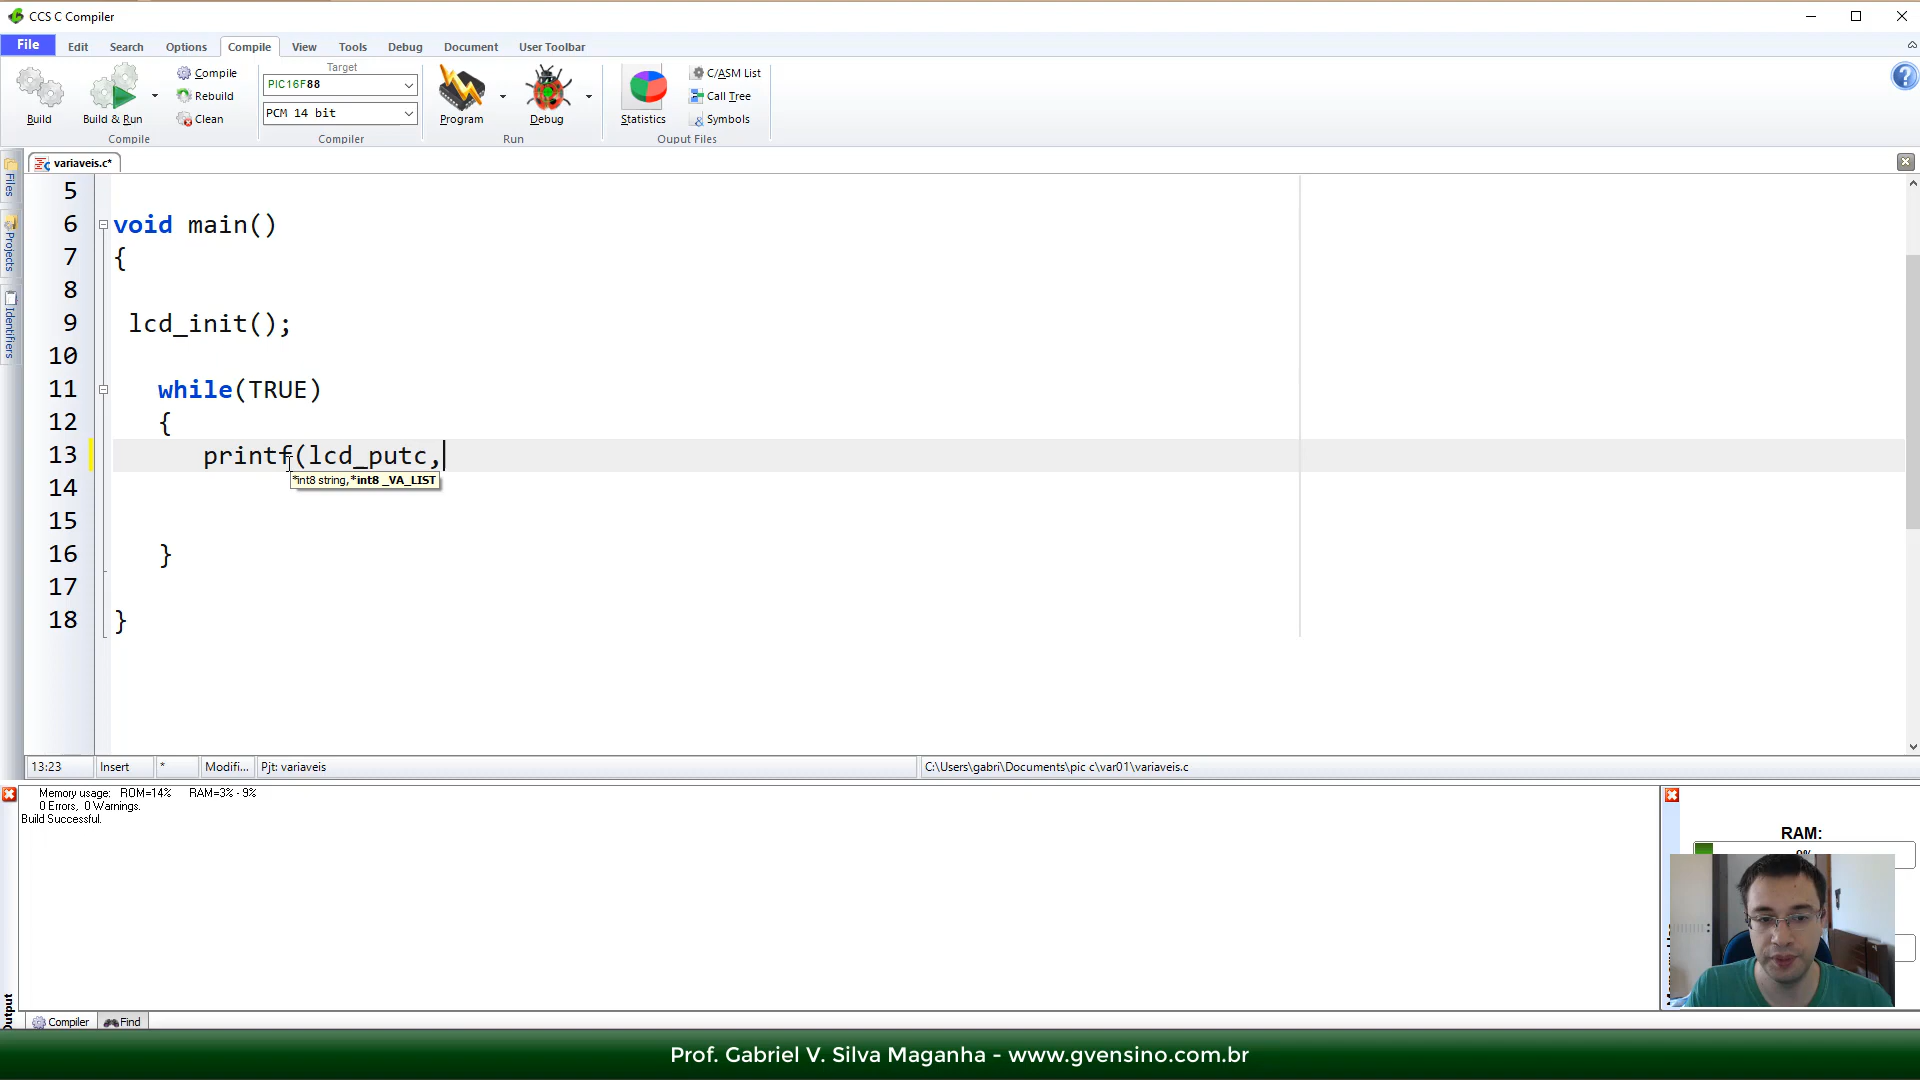 CCS C Compiler
File Edit Search Options Compile View Tools Debug Document User Toolbar
Build
Build & Run
Compile
Rebuild
Clean
Compile
Target
PIC16F88
PCM 14 bit
Compiler
Program
Debug
Run
Statistics
C/ASM List
Call Tree
Symbols
Ouput Files
Files
Projects
Identifiers
variaveis.c*
5
6 void main()
7 {
8
9 lcd_init();
10
11 while(TRUE)
12 {
13 printf(lcd_putc,
*int8 string,*int8 _VA_LIST
14
15
16 }
17
18 }
13:23 Insert * Modifi... Pjt: variaveis C:\Users\gabri\Documents\pic c\var01\variaveis.c
Memory usage: ROM=14% RAM=3% - 9%
0 Errors, 0 Warnings.
Build Successful.
RAM:
Output
Compiler Find
Prof. Gabriel V. Silva Maganha - www.gvensino.com.br